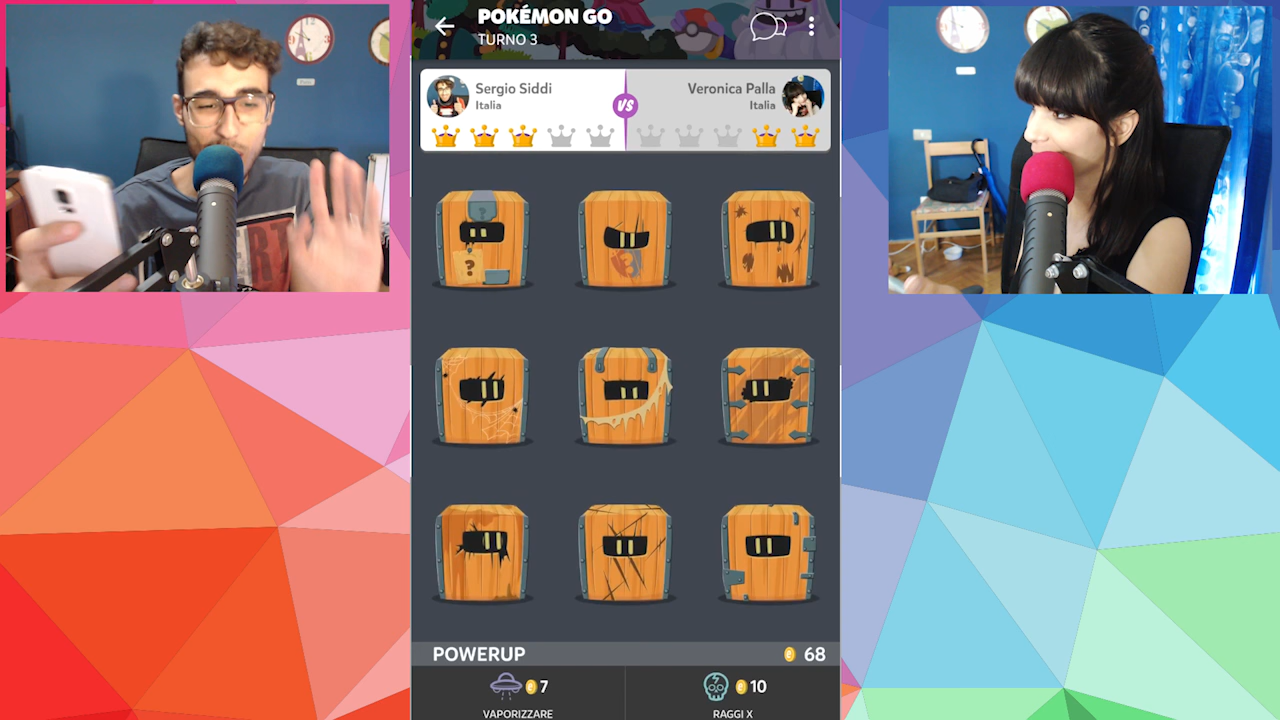 POKÉMON GO
TURNO 3
Sergio Siddi
Italia
VS
Veronica Palla
Italia
?
?
POWERUP
68
7
10
VAPORIZZARE
RAGGI X